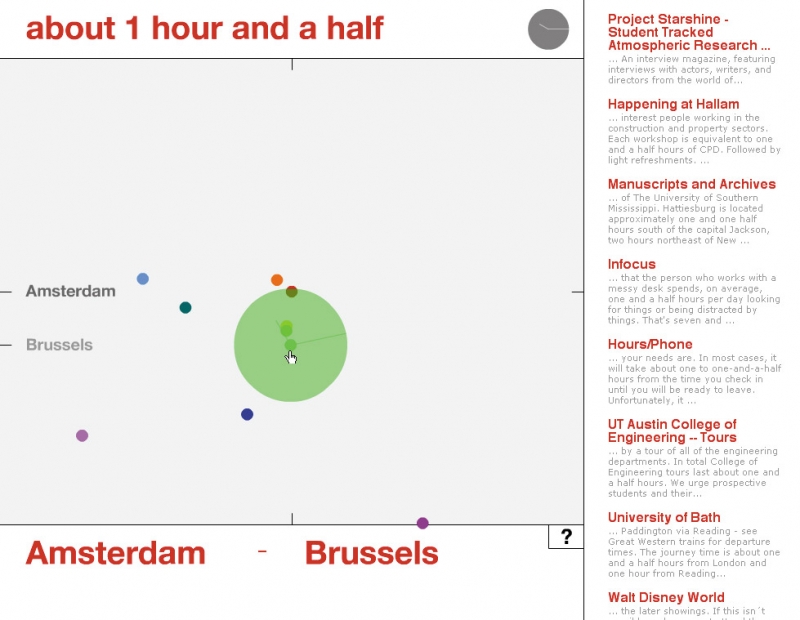 about 1 hour and a half
Amsterdam
Brussels
?
Amsterdam - Brussels
Project Starshine -
Student Tracked
Atmospheric Research ...
... An interview magazine, featuring
interviews with actors, writers, and
directors from the world of...
Happening at Hallam
... interest people working in the
construction and property sectors.
Each workshop is equivalent to one
and a half hours of CPD. Followed by
light refreshments. ...
Manuscripts and Archives
... of The University of Southern
Mississippi. Hattiesburg is located
approximately one and one half
hours south of the capital Jackson,
two hours northeast of New ...
Infocus
... that the person who works with a
messy desk spends, on average,
one and a half hours per day looking
for things or being distracted by
things. That's seven and ...
Hours/Phone
... your needs are. In most cases, it
will take about one to one-and-a-half
hours from the time you check in
until you will be ready to leave.
Unfortunately, it ...
UT Austin College of
Engineering -- Tours
... by a tour of all of the engineering
departments. In total College of
Engineering tours last about one and
a half hours. We urge prospective
students and their...
University of Bath
... Paddington via Reading - see
Great Western trains for departure
times. The journey time is about one
and a half hours from London and
one hour from Reading...
Walt Disney World
... the later showings. If this isn´t